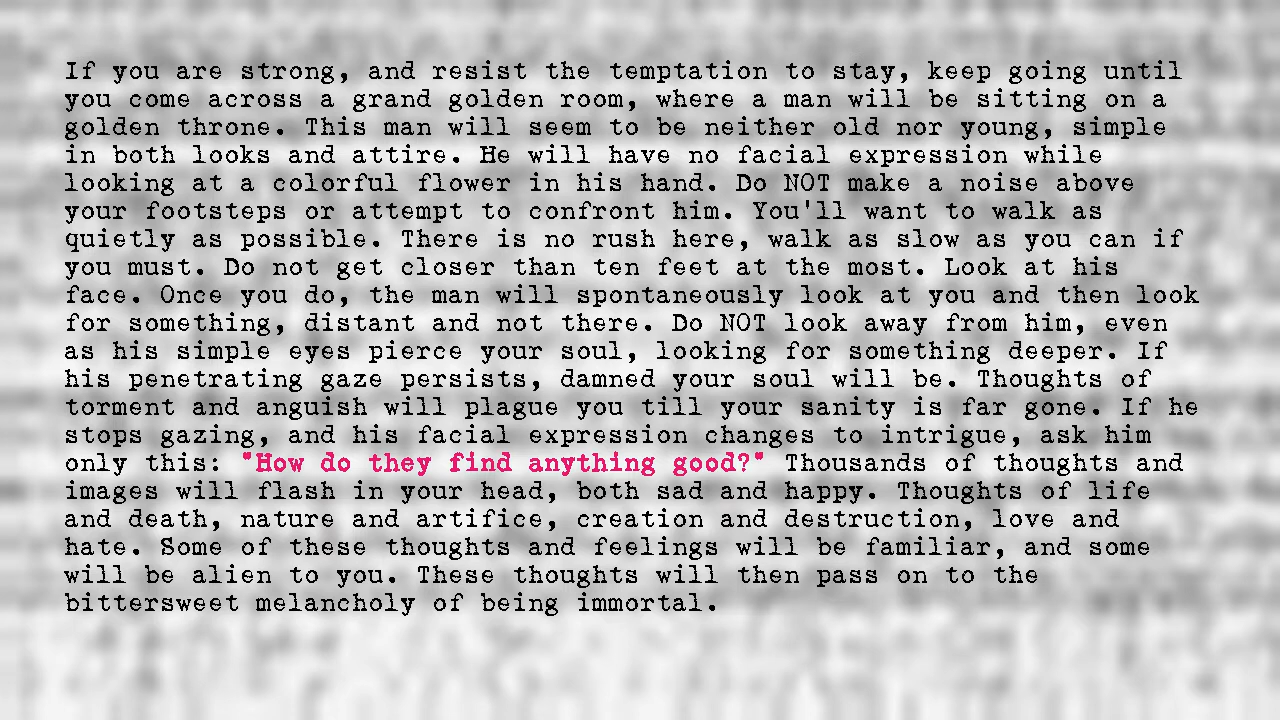 If you are strong, and resist the temptation to stay, keep going until
you come across a grand golden room, where a man will be sitting on a
golden throne. This man will seem to be neither old nor young, simple
in both looks and attire. He will have no facial expression while
looking at a colorful flower in his hand. Do NOT make a noise above
your footsteps or attempt to confront him. You'll want to walk as
quietly as possible. There is no rush here, walk as slow as you can if
you must. Do not get closer than ten feet at the most. Look at his
face. Once you do, the man will spontaneously look at you and then look
for something, distant and not there. Do NOT look away from him, even
as his simple eyes pierce your soul, looking for something deeper. If
his penetrating gaze persists, damned your soul will be. Thoughts of
torment and anguish will plague you till your sanity is far gone. If he
stops gazing, and his facial expression changes to intrigue, ask him
only this: "How do they find anything good?" Thousands of thoughts and
images will flash in your head, both sad and happy. Thoughts of life
and death, nature and artifice, creation and destruction, love and
hate. Some of these thoughts and feelings will be familiar, and some
will be alien to you. These thoughts will then pass on to the
bittersweet melancholy of being immortal.